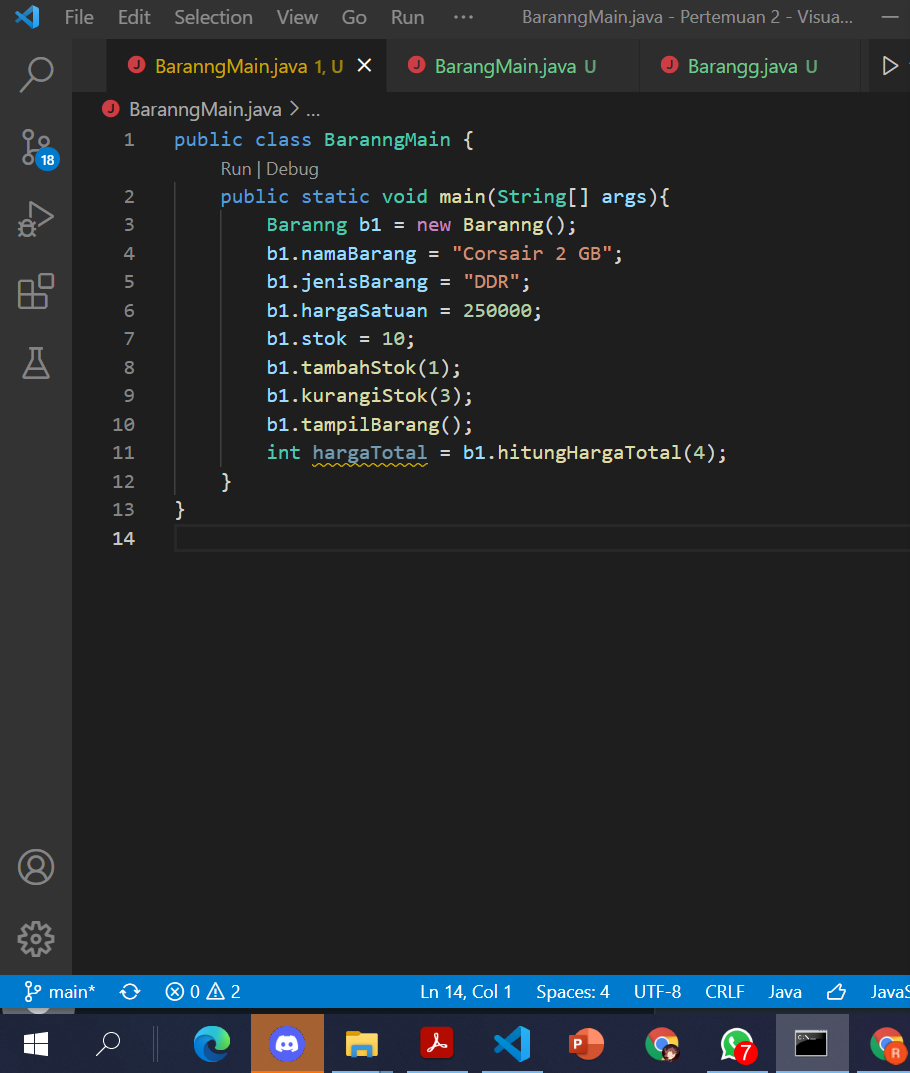 File Edit Selection View Go Run ··· BaranngMain.java - Pertemuan 2 - Visua...
J BaranngMain.java 1, U J BarangMain.java U J Barangg.java U
J BaranngMain.java > ...
1 public class BaranngMain {
Run | Debug
18
2 public static void main(String[] args){
3 Baranng b1 = new Baranng();
4 b1.namaBarang = "Corsair 2 GB";
5 b1.jenisBarang = "DDR";
6 b1.hargaSatuan = 250000;
7 b1.stok = 10;
8 b1.tambahStok(1);
9 b1.kurangiStok(3);
10 b1.tampilBarang();
11 int hargaTotal = b1.hitungHargaTotal(4);
12 }
13 }
14
main* 0 2 Ln 14, Col 1 Spaces: 4 UTF-8 CRLF Java JavaS
P 7 C:\. R